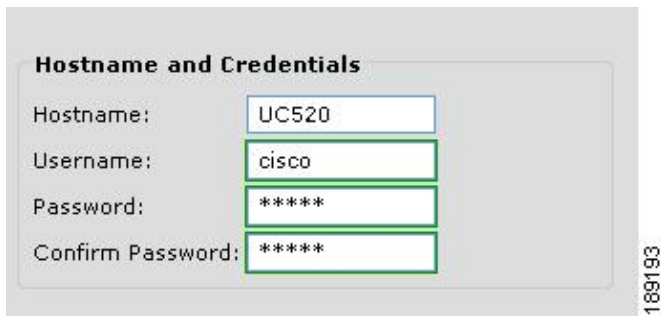 Hostname and Credentials
Hostname: UC520
Username: cisco
Password: *****
Confirm Password: *****
189193